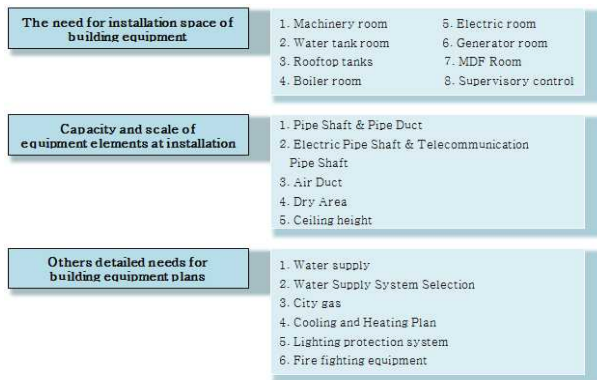 The need for installation space of
building equipment
1. Machinery room
2. Water tank room
3. Rooftop tanks
4. Boiler room
5. Electric room
6. Generator room
7. MDF Room
8. Supervisory control
Capacity and scale of
equipment elements at installation
1. Pipe Shaft & Pipe Duct
2. Electric Pipe Shaft & Telecommunication
Pipe Shaft
3. Air Duct
4. Dry Area
5. Ceiling height
Others detailed needs for
building equipment plans
1. Water supply
2. Water Supply System Selection
3. City gas
4. Cooling and Heating Plan
5. Lighting protection system
6. Fire fighting equipment